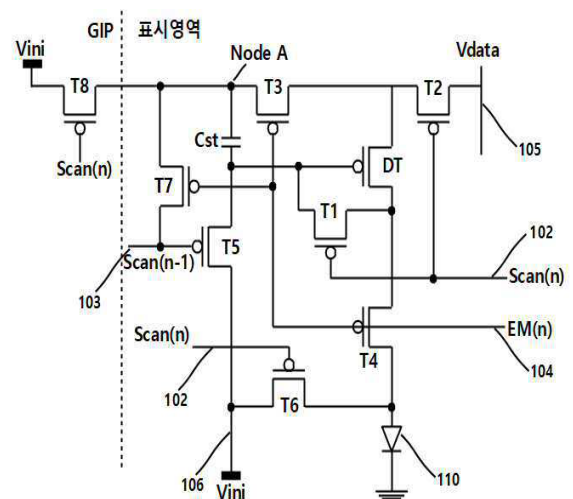 GIP
표시영역
Vini
Node A
Vdata
T8
T3
T2
Cst
105
Scan(n)
DT
T7
T1
T5
102
103
Scan(n-1)
Scan(n)
Scan(n)
EM(n)
T4
104
102
T6
106
Vini
110